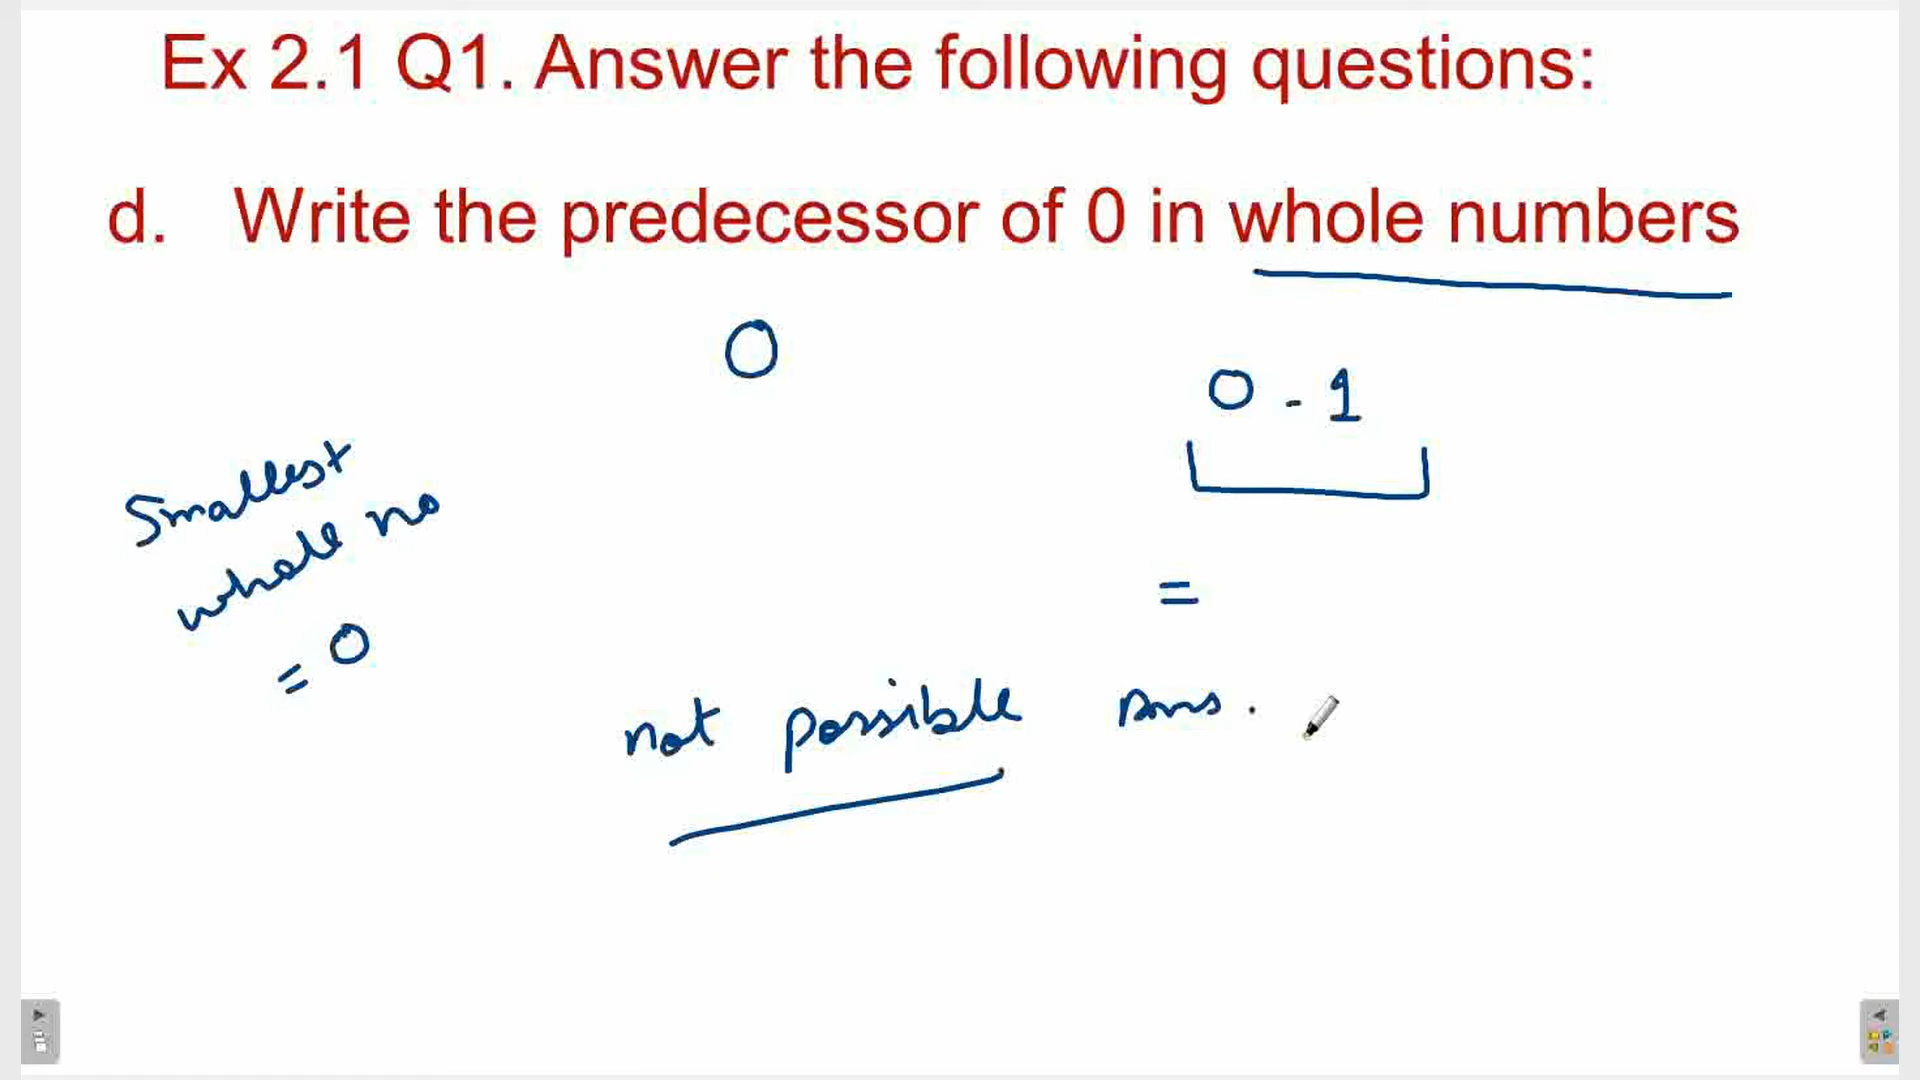 Ex 2.1 Q1. Answer the following questions:
d. Write the predecessor of 0 in whole numbers
0
0 - 1
Smallest
whole no
= 0
=
not possible Ans.